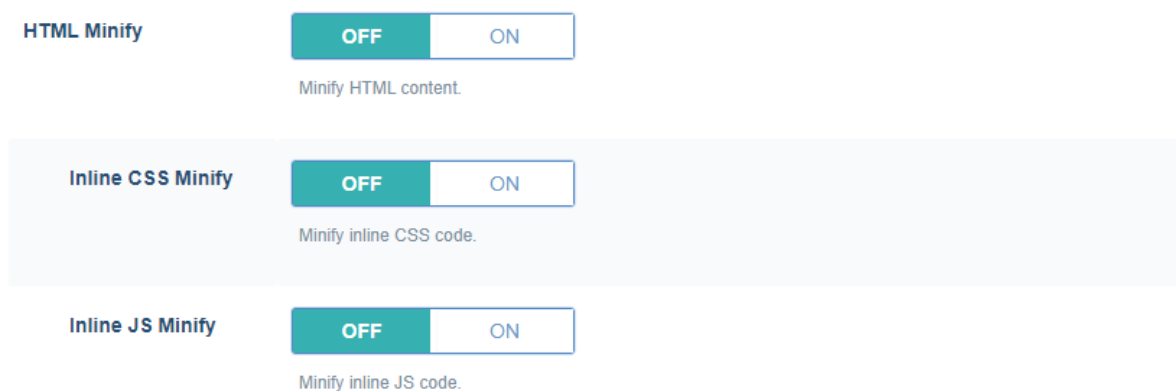 HTML Minify OFF ON
Minify HTML content.
Inline CSS Minify OFF ON
Minify inline CSS code.
Inline JS Minify OFF ON
Minify inline JS code.